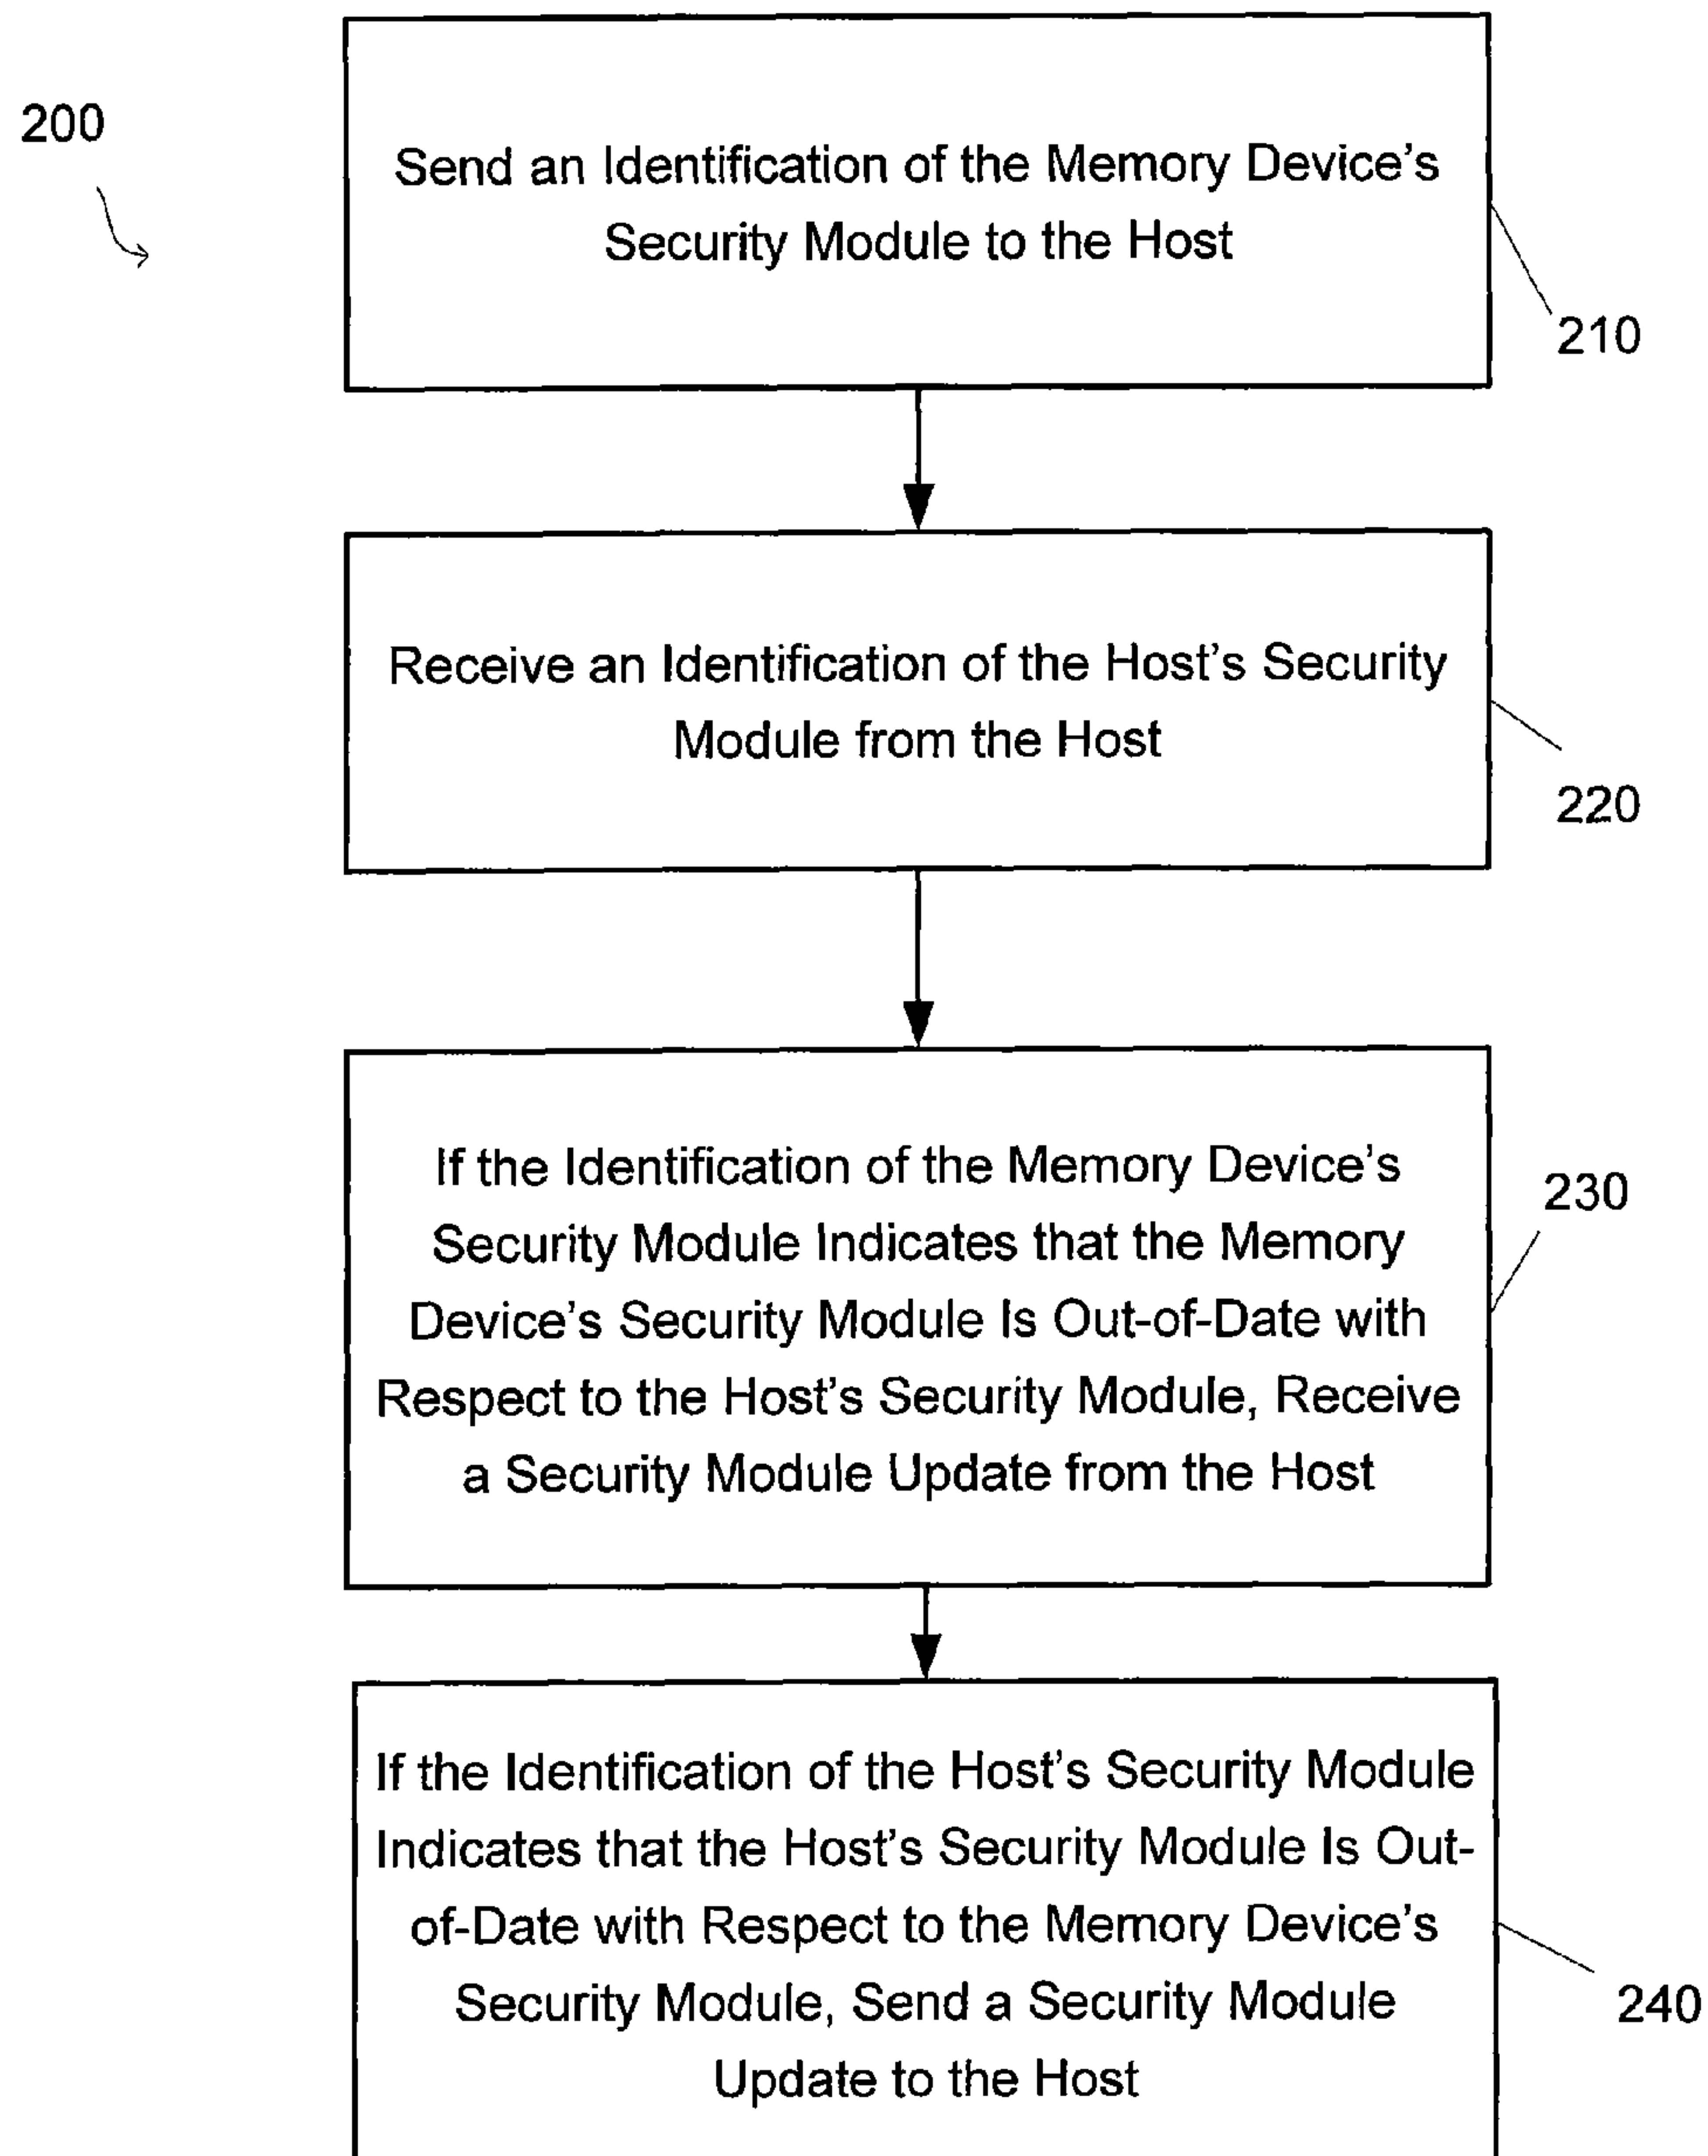 200
Send an Identification of the Memory Device's
Security Module to the Host
210
Receive an Identification of the Host's Security
Module from the Host
220
If the Identification of the Memory Device's
Security Module Indicates that the Memory
Device's Security Module Is Out-of-Date with
Respect to the Host's Security Module, Receive
a Security Module Update from the Host
230
If the Identification of the Host's Security Module
Indicates that the Host's Security Module Is Out-
of-Date with Respect to the Memory Device's
Security Module, Send a Security Module
Update to the Host
240